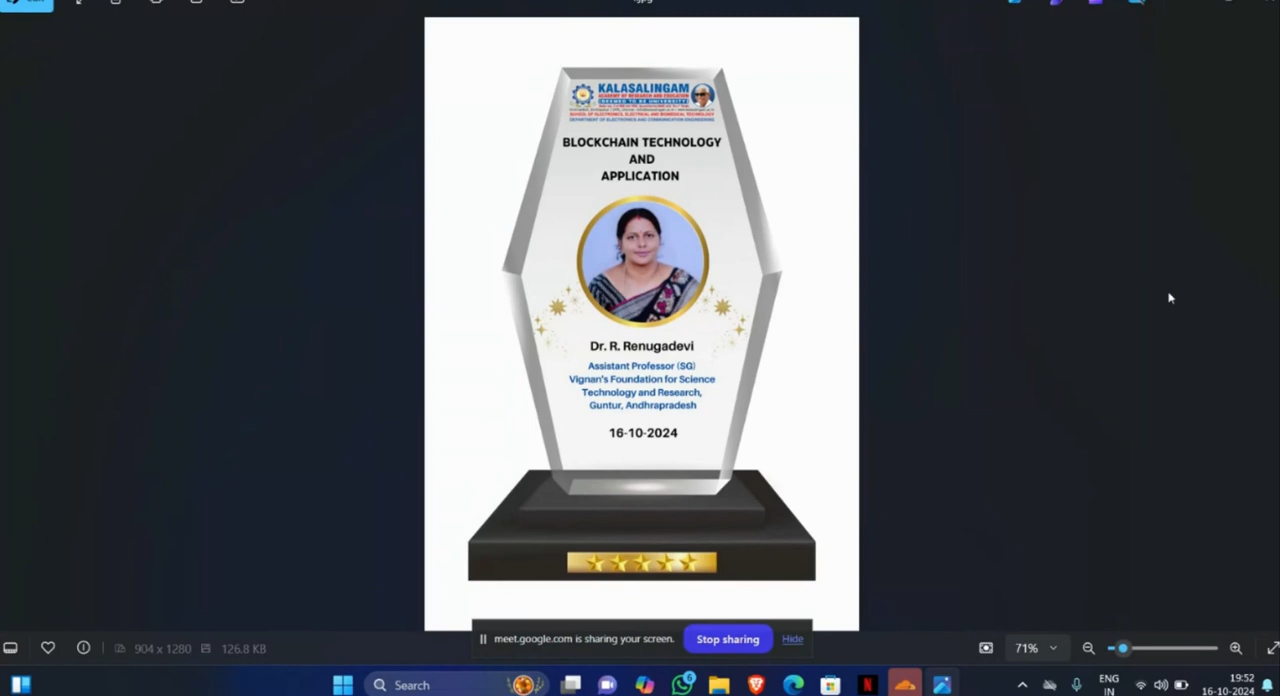 KALASALINGAM
ACADEMY OF RESEARCH AND EDUCATION
(DEEMED TO BE UNIVERSITY)
SCHOOL OF ELECTRONICS, ELECTRICAL AND BIOMEDICAL TECHNOLOGY
DEPARTMENT OF ELECTRONICS AND COMMUNICATION ENGINEERING
BLOCKCHAIN TECHNOLOGY
AND
APPLICATION
Dr. R. Renugadevi
Assistant Professor (SG)
Vignan's Foundation for Science
Technology and Research,
Guntur, Andhrapradesh
16-10-2024
meet.google.com is sharing your screen. Stop sharing Hide
904 x 1280 126.8 KB 71%
Search 6 ENG 19:52
IN 16-10-2024